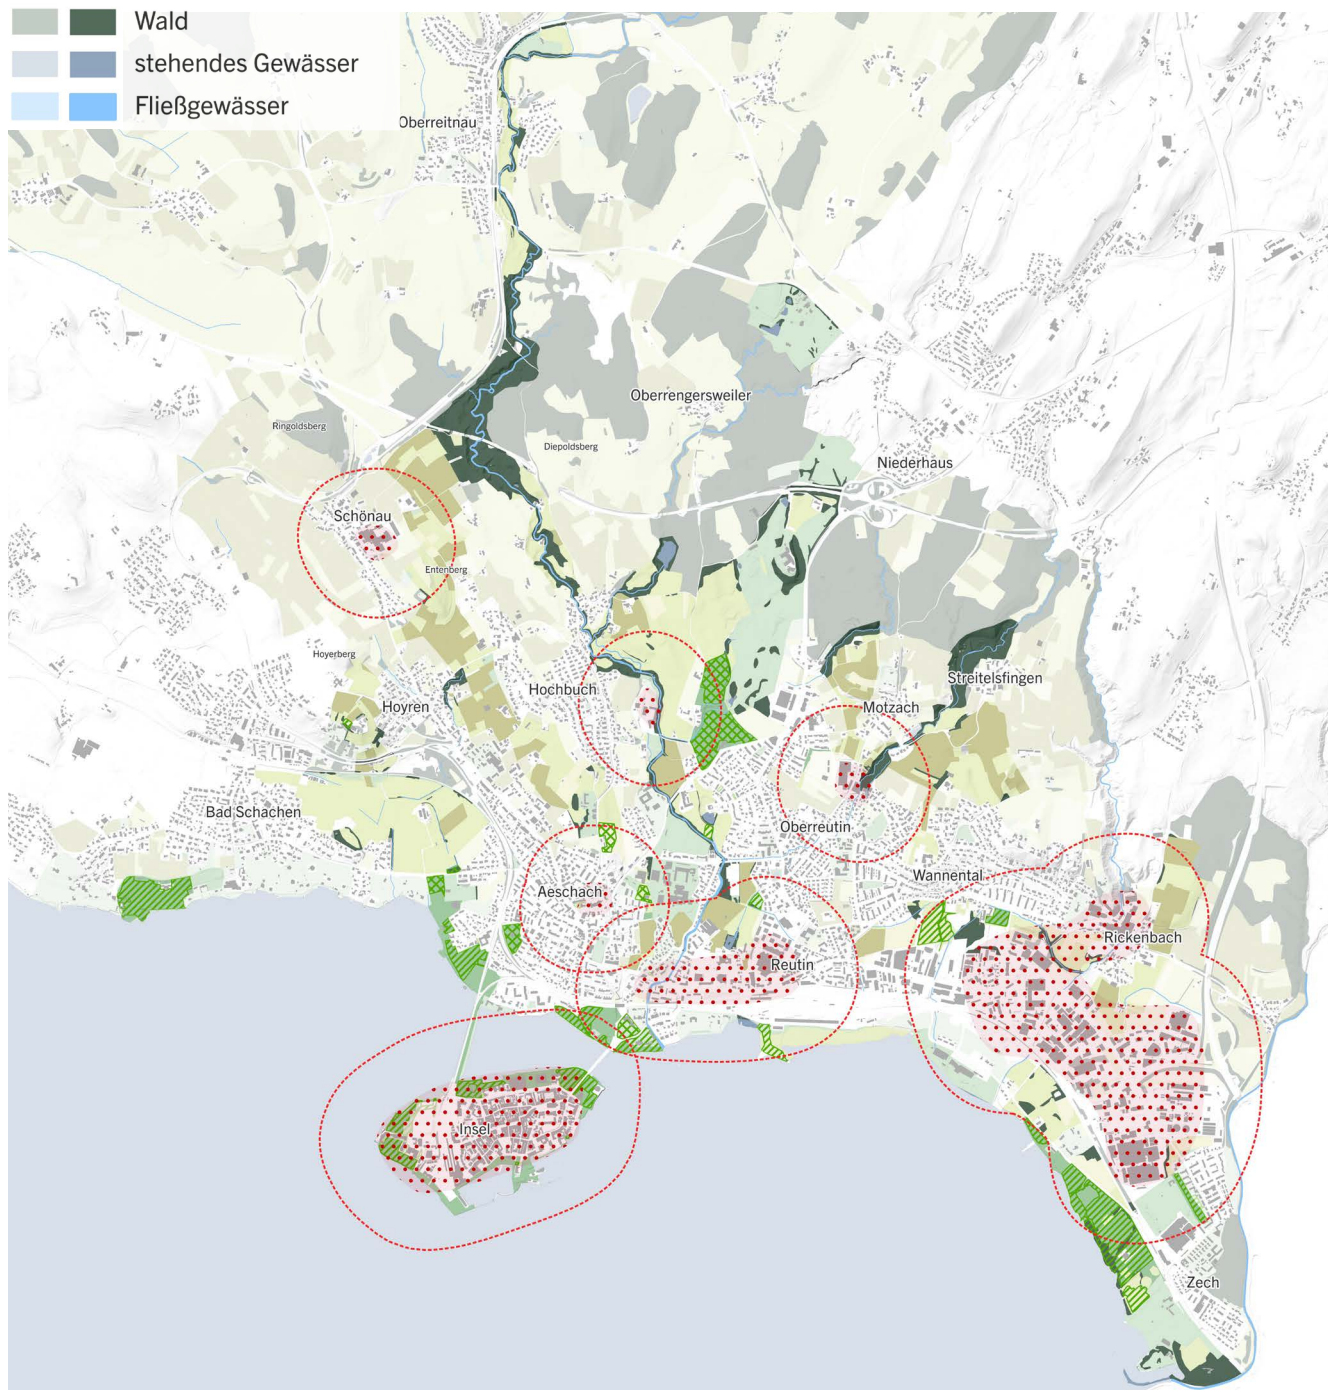 Wald
stehendes Gewässer
Fließgewässer
Oberreitnau
Oberrengersweiler
Ringoldsberg
Diepoldsberg
Niederhaus
Schönau
Entenberg
Hoyerberg
Streitelsfingen
Hochbuch
Hoyren
Motzach
Bad Schachen
Oberreutin
Wannental
Aeschach
Rickenbach
Reutin
Insel
Zech